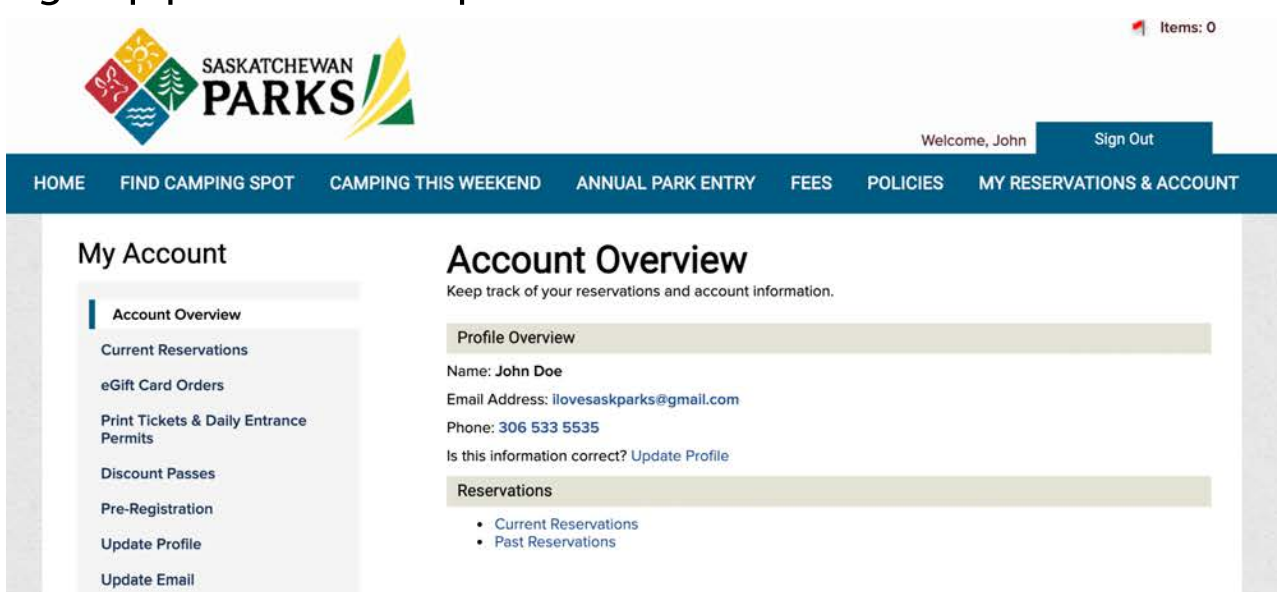 Items: 0
SASKATCHEWAN
PARKS
Welcome, John
Sign Out
HOME FIND CAMPING SPOT CAMPING THIS WEEKEND ANNUAL PARK ENTRY FEES POLICIES MY RESERVATIONS & ACCOUNT
My Account
Account Overview
Current Reservations
eGift Card Orders
Print Tickets & Daily Entrance
Permits
Discount Passes
Pre-Registration
Update Profile
Update Email
Account Overview
Keep track of your reservations and account information.
Profile Overview
Name: John Doe
Email Address: ilovesaskparks@gmail.com
Phone: 306 533 5535
Is this information correct? Update Profile
Reservations
• Current Reservations
• Past Reservations